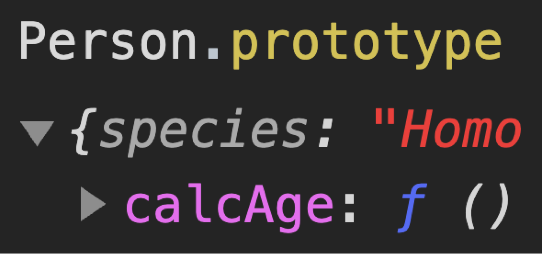 Person.prototype
▼ {species: "Homo
▶ calcAge: ƒ ()